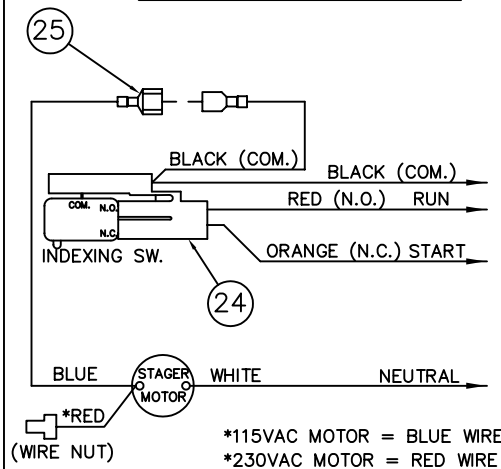 25
BLACK (COM.)
BLACK (COM.)
RED (N.O.) RUN
COM. N.O.
N.C.
ORANGE (N.C.) START
INDEXING SW.
24
BLUE
STAGER
MOTOR
WHITE
NEUTRAL
*RED
(WIRE NUT)
*115VAC MOTOR = BLUE WIRE
*230VAC MOTOR = RED WIRE